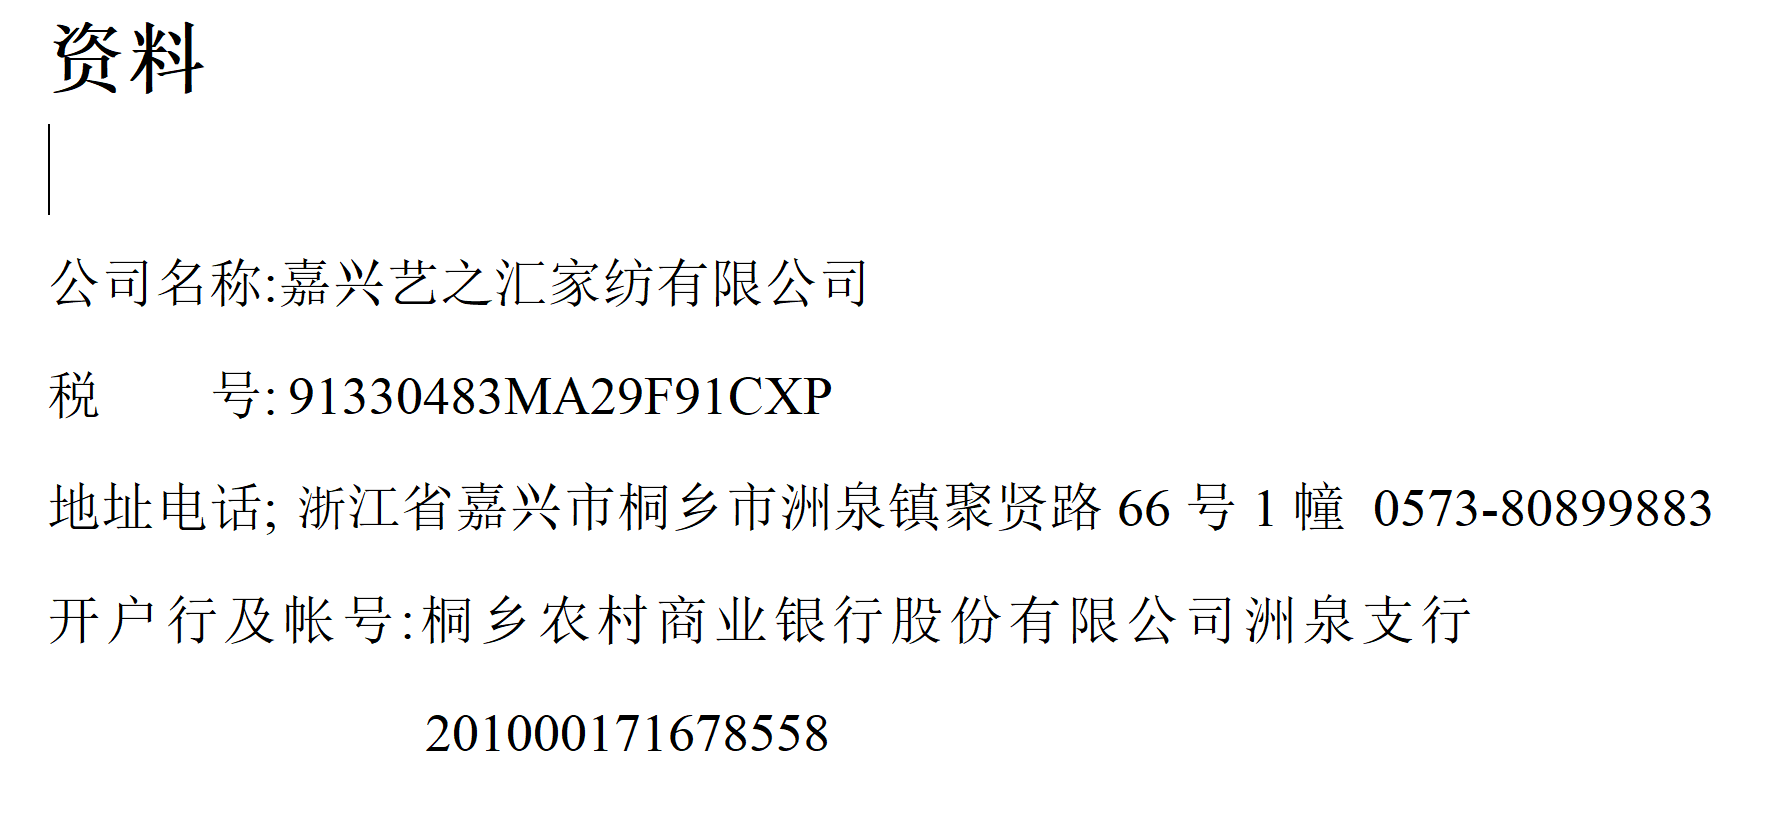 资料
公司名称:嘉兴艺之汇家纺有限公司
税 号: 91330483MA29F91CXP
地址电话; 浙江省嘉兴市桐乡市洲泉镇聚贤路 66 号 1 幢 0573-80899883
开户行及帐号:桐乡农村商业银行股份有限公司洲泉支行
201000171678558